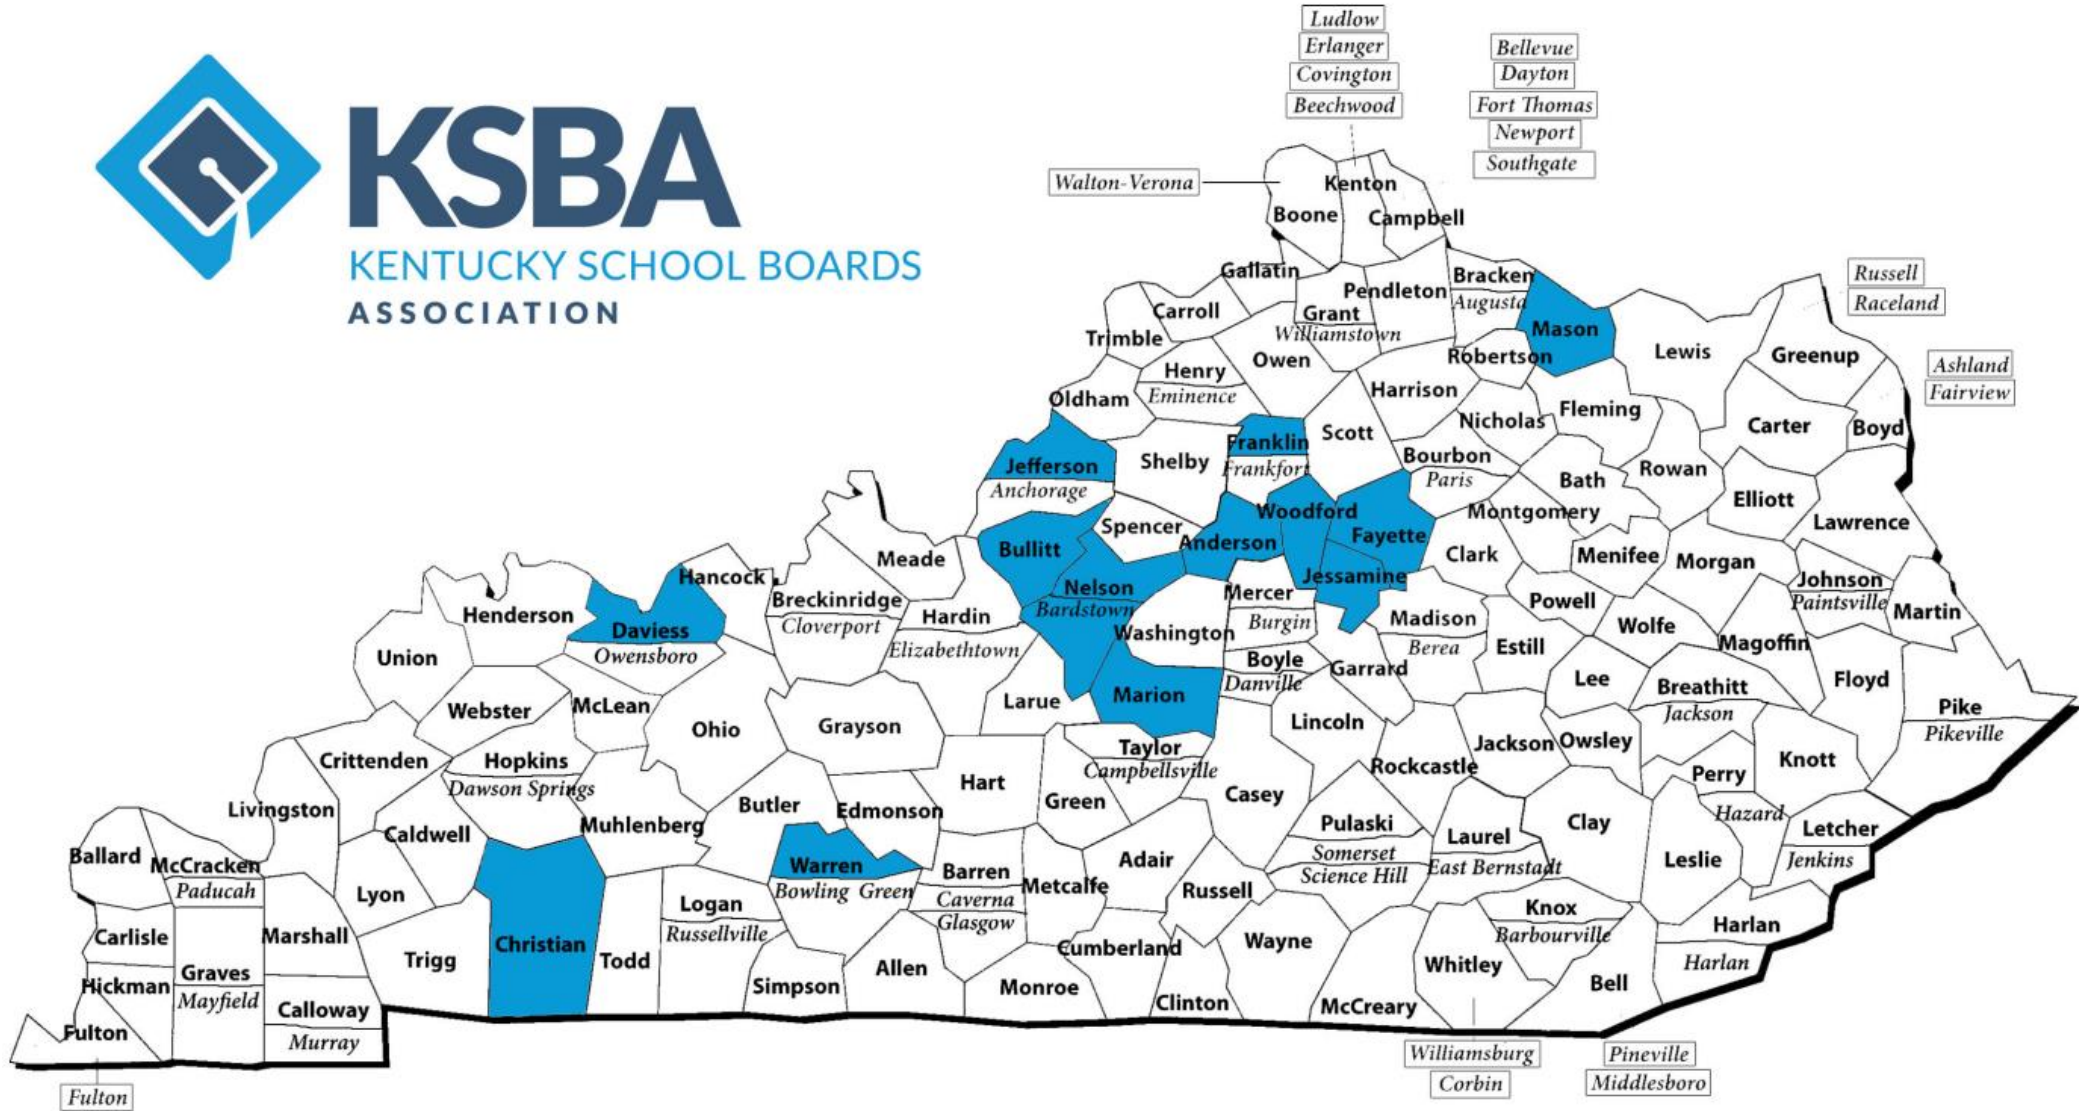 KSBA
KENTUCKY SCHOOL BOARDS
ASSOCIATION
Ludlow
Erlanger
Covington
Beechwood
Bellevue
Dayton
Fort Thomas
Newport
Southgate
Walton-Verona
Kenton
Boone
Campbell
Gallatin
Bracken
Augusta
Pendleton
Carroll
Grant
Williamstown
Trimble
Mason
Robertson
Owen
Lewis
Greenup
Russell
Raceland
Ashland
Fairview
Henry
Eminence
Oldham
Harrison
Nicholas
Fleming
Carter
Boyd
Franklin
Frankfort
Scott
Jefferson
Anchorage
Shelby
Bourbon
Paris
Bath
Rowan
Elliott
Lawrence
Woodford
Montgomery
Spencer
Anderson
Fayette
Clark
Menifee
Morgan
Bullitt
Meade
Hancock
Nelson
Bardstown
Jessamine
Johnson
Paintsville
Martin
Henderson
Daviess
Owensboro
Breckinridge
Cloverport
Hardin
Elizabethtown
Mercer
Burgin
Madison
Berea
Powell
Wolfe
Magoffin
Washington
Union
Boyle
Danville
Garrard
Estill
Lee
Breathitt
Jackson
Floyd
Pike
Pikeville
Webster
McLean
Ohio
Grayson
Larue
Marion
Lincoln
Jackson
Owsley
Knott
Crittenden
Hopkins
Dawson Springs
Taylor
Campbellsville
Rockcastle
Perry
Hazard
Hart
Green
Casey
Livingston
Caldwell
Muhlenberg
Butler
Edmonson
Pulaski
Somerset
Science Hill
Laurel
East Bernstadt
Clay
Letcher
Jenkins
Leslie
Ballard
McCracken
Paducah
Lyon
Warren
Bowling Green
Barren
Caverna
Glasgow
Metcalfe
Adair
Russell
Logan
Russellville
Knox
Barbourville
Harlan
Harlan
Carlisle
Marshall
Christian
Trigg
Todd
Allen
Cumberland
Wayne
Whitley
Bell
Graves
Mayfield
Hickman
Simpson
Monroe
Clinton
McCreary
Calloway
Murray
Fulton
Fulton
Williamsburg
Corbin
Pineville
Middlesboro